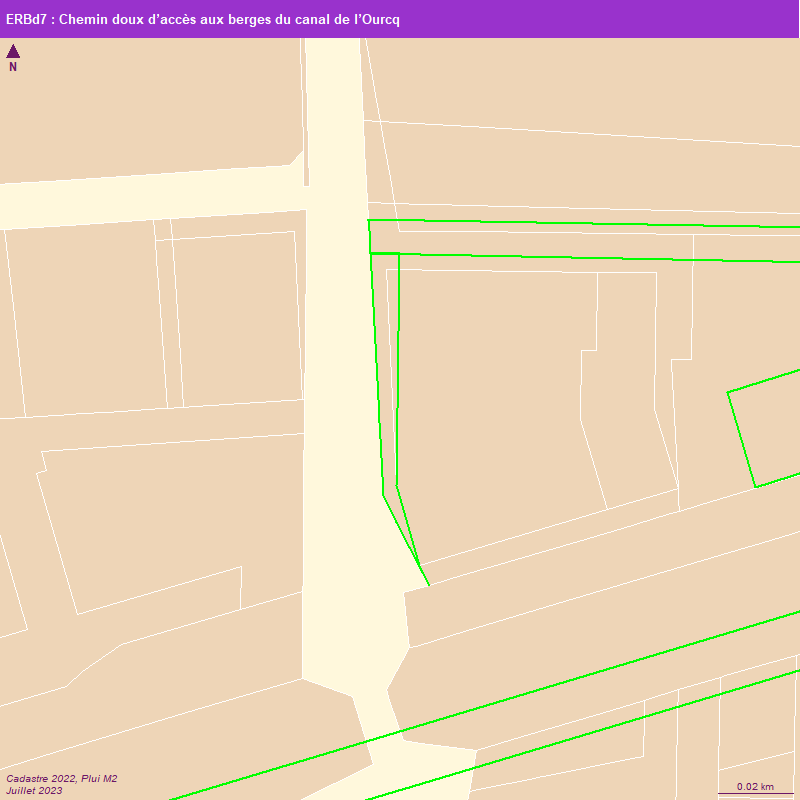 ERBd7 : Chemin doux d’accès aux berges du canal de l’Ourcq
N
Cadastre 2022, Plui M2
Juillet 2023
0.02 km